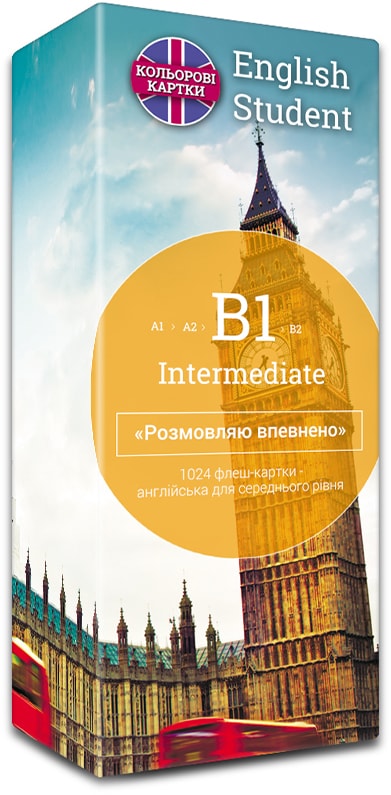 КОЛЬОРОВІ
КАРТКИ
English
Student
A1 > A2 > B1 > B2
Intermediate
«Розмовляю впевнено»
1024 флеш-картки -
англійська для середнього рівня